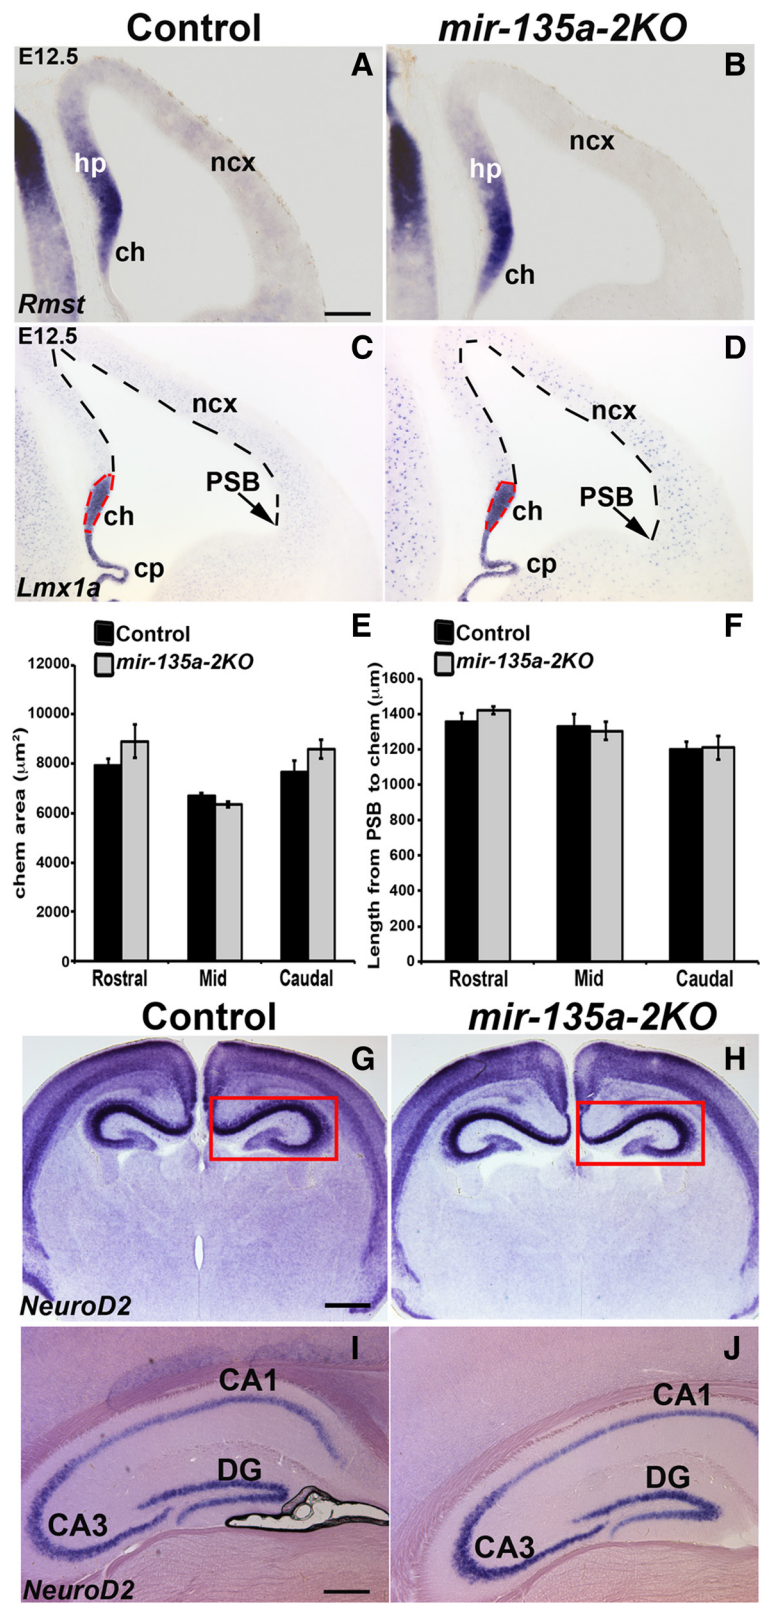 Control mir-135a-2KO
E12.5 A B
hp ncx hp ncx
ch ch
Rmst
E12.5 C D
ncx ncx
PSB PSB
ch ch
cp cp
Lmx1a
E F
Control Control
mir-135a-2KO mir-135a-2KO
chem area (µm²)
12000
10000
8000
6000
4000
2000
0
Rostral Mid Caudal
Length from PSB to chem (µm)
1600
1400
1200
1000
800
600
400
200
0
Rostral Mid Caudal
Control mir-135a-2KO
G H
NeuroD2
I J
CA1 CA1
DG DG
CA3 CA3
NeuroD2